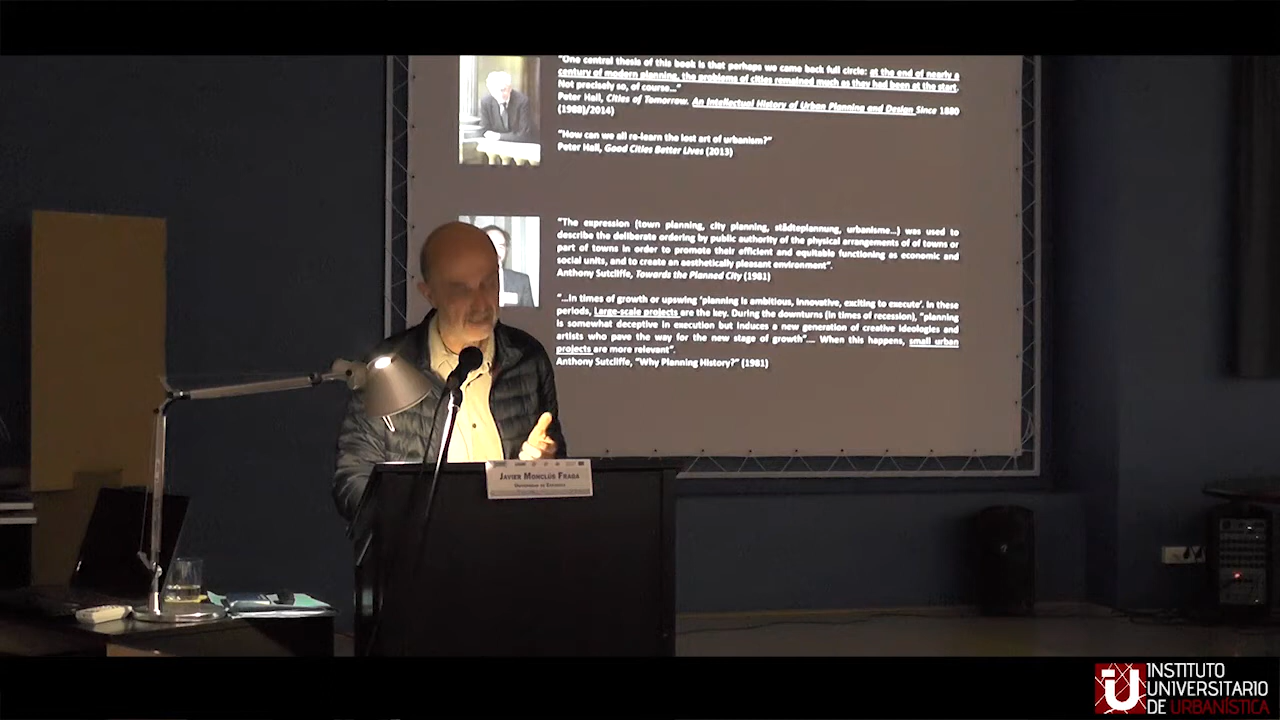 "One central thesis of this book is that perhaps we came back full circle: at the end of nearly a
century of modern planning, the problems of cities remained much as they had been at the start.
Not precisely so, of course..."
Peter Hall, Cities of Tomorrow. An Intellectual History of Urban Planning and Design Since 1880
(1988)/2014)
"How can we all re-learn the lost art of urbanism?"
Peter Hall, Good Cities Better Lives (2013)
"The expression (town planning, city planning, städteplannung, urbanisme...) was used to
describe the deliberate ordering by public authority of the physical arrangements of of towns or
part of towns in order to promote their efficient and equitable functioning as economic and
social units, and to create an aesthetically pleasant environment".
Anthony Sutcliffe, Towards the Planned City (1981)
"...In times of growth or upswing 'planning is ambitious, innovative, exciting to execute'. In these
periods, Large-scale projects are the key. During the downturns (in times of recession), "planning
is somewhat deceptive in execution but induces a new generation of creative ideologies and
artists who pave the way for the new stage of growth".... When this happens, small urban
projects are more relevant".
Anthony Sutcliffe, "Why Planning History?" (1981)
JAVIER MONCLÚS FRAGA
UNIVERSIDAD DE ZARAGOZA
IU INSTITUTO
UNIVERSITARIO
DE URBANÍSTICA